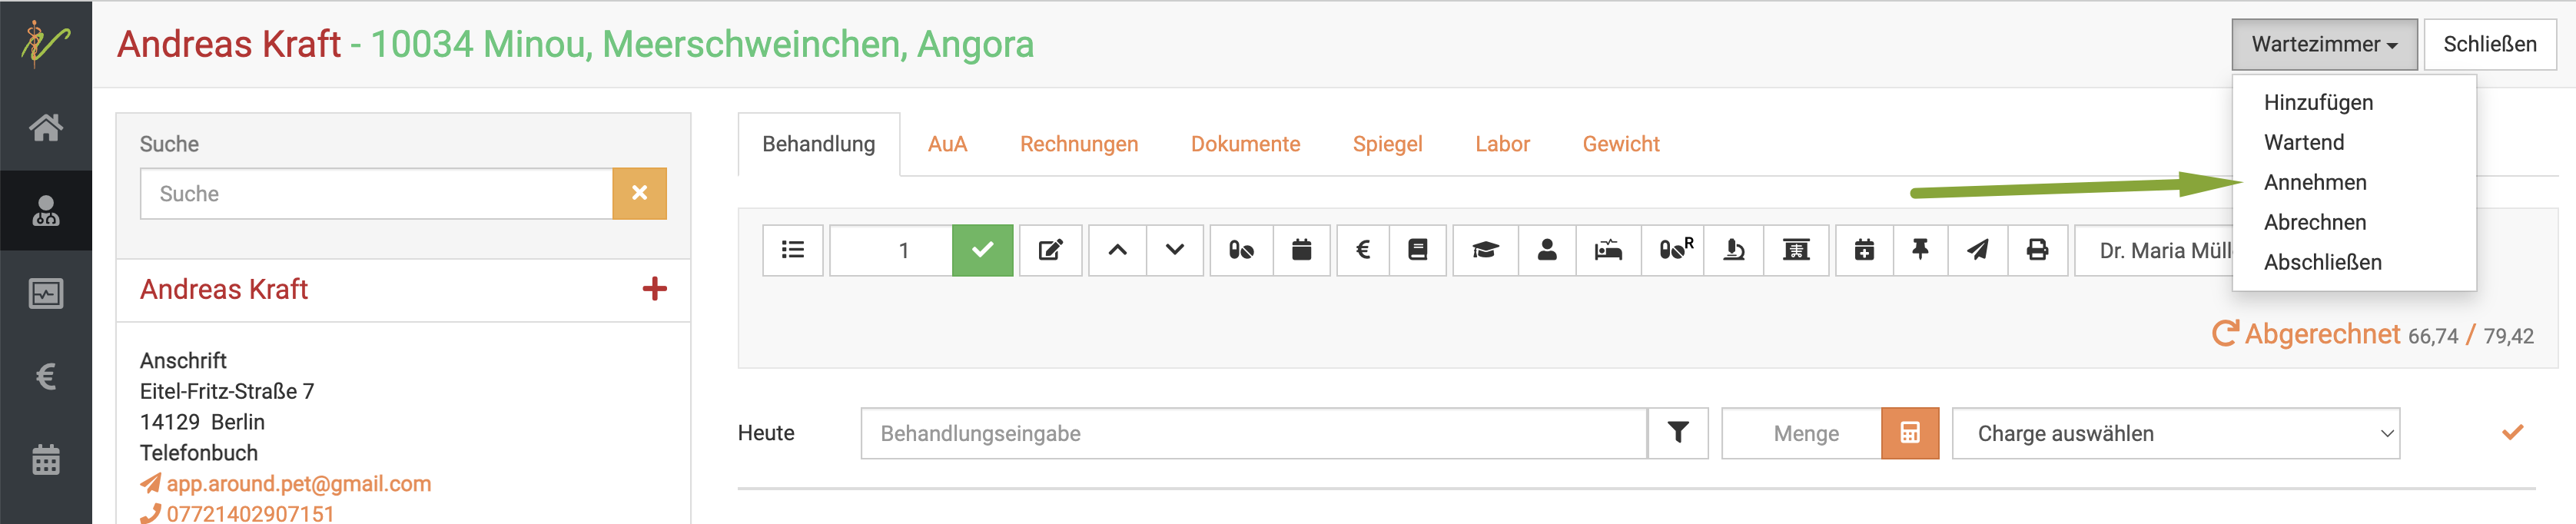 Andreas Kraft - 10034 Minou, Meerschweinchen, Angora
Wartezimmer
Schließen
Hinzufügen
Wartend
Annehmen
Abrechnen
Abschließen
Suche
Suche
Andreas Kraft
Anschrift
Eitel-Fritz-Straße 7
14129 Berlin
Telefonbuch
app.around.pet@gmail.com
07721402907151
Behandlung AuA Rechnungen Dokumente Spiegel Labor Gewicht
1
€
R
Dr. Maria Müll
Abgerechnet 66,74 / 79,42
Heute
Behandlungseingabe
Menge
Charge auswählen
€